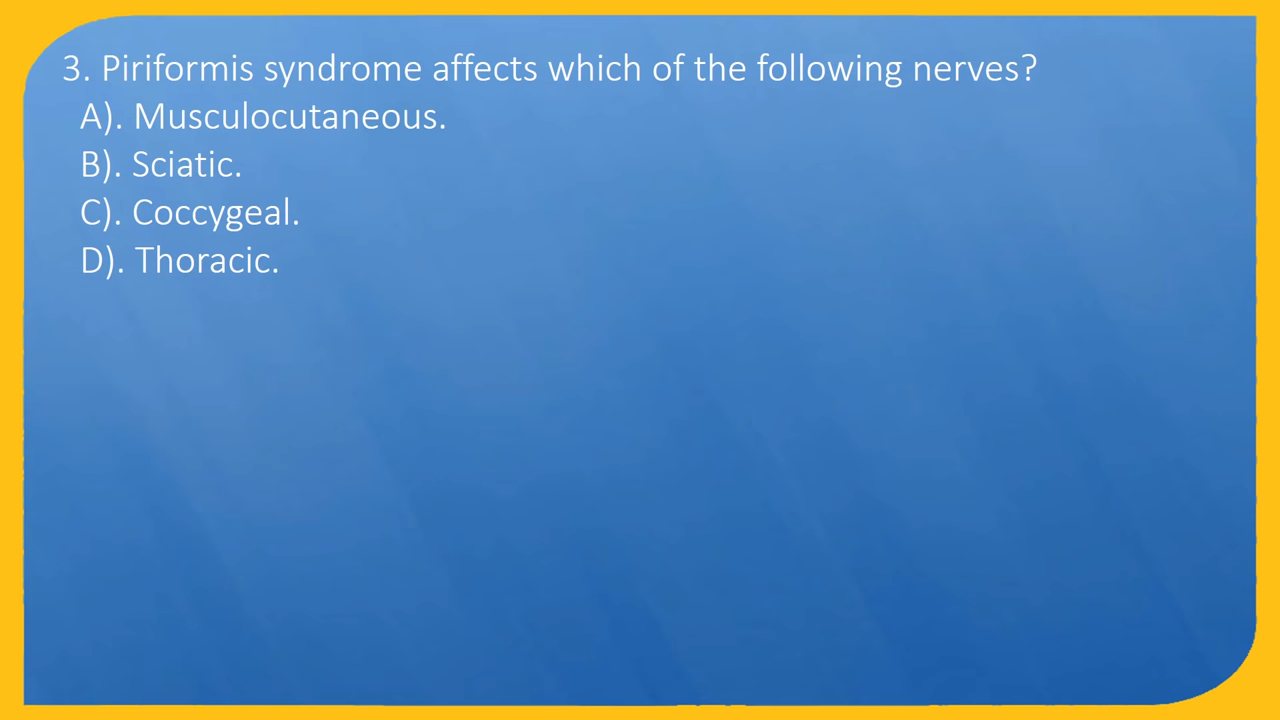 3. Piriformis syndrome affects which of the following nerves?
A). Musculocutaneous.
B). Sciatic.
C). Coccygeal.
D). Thoracic.